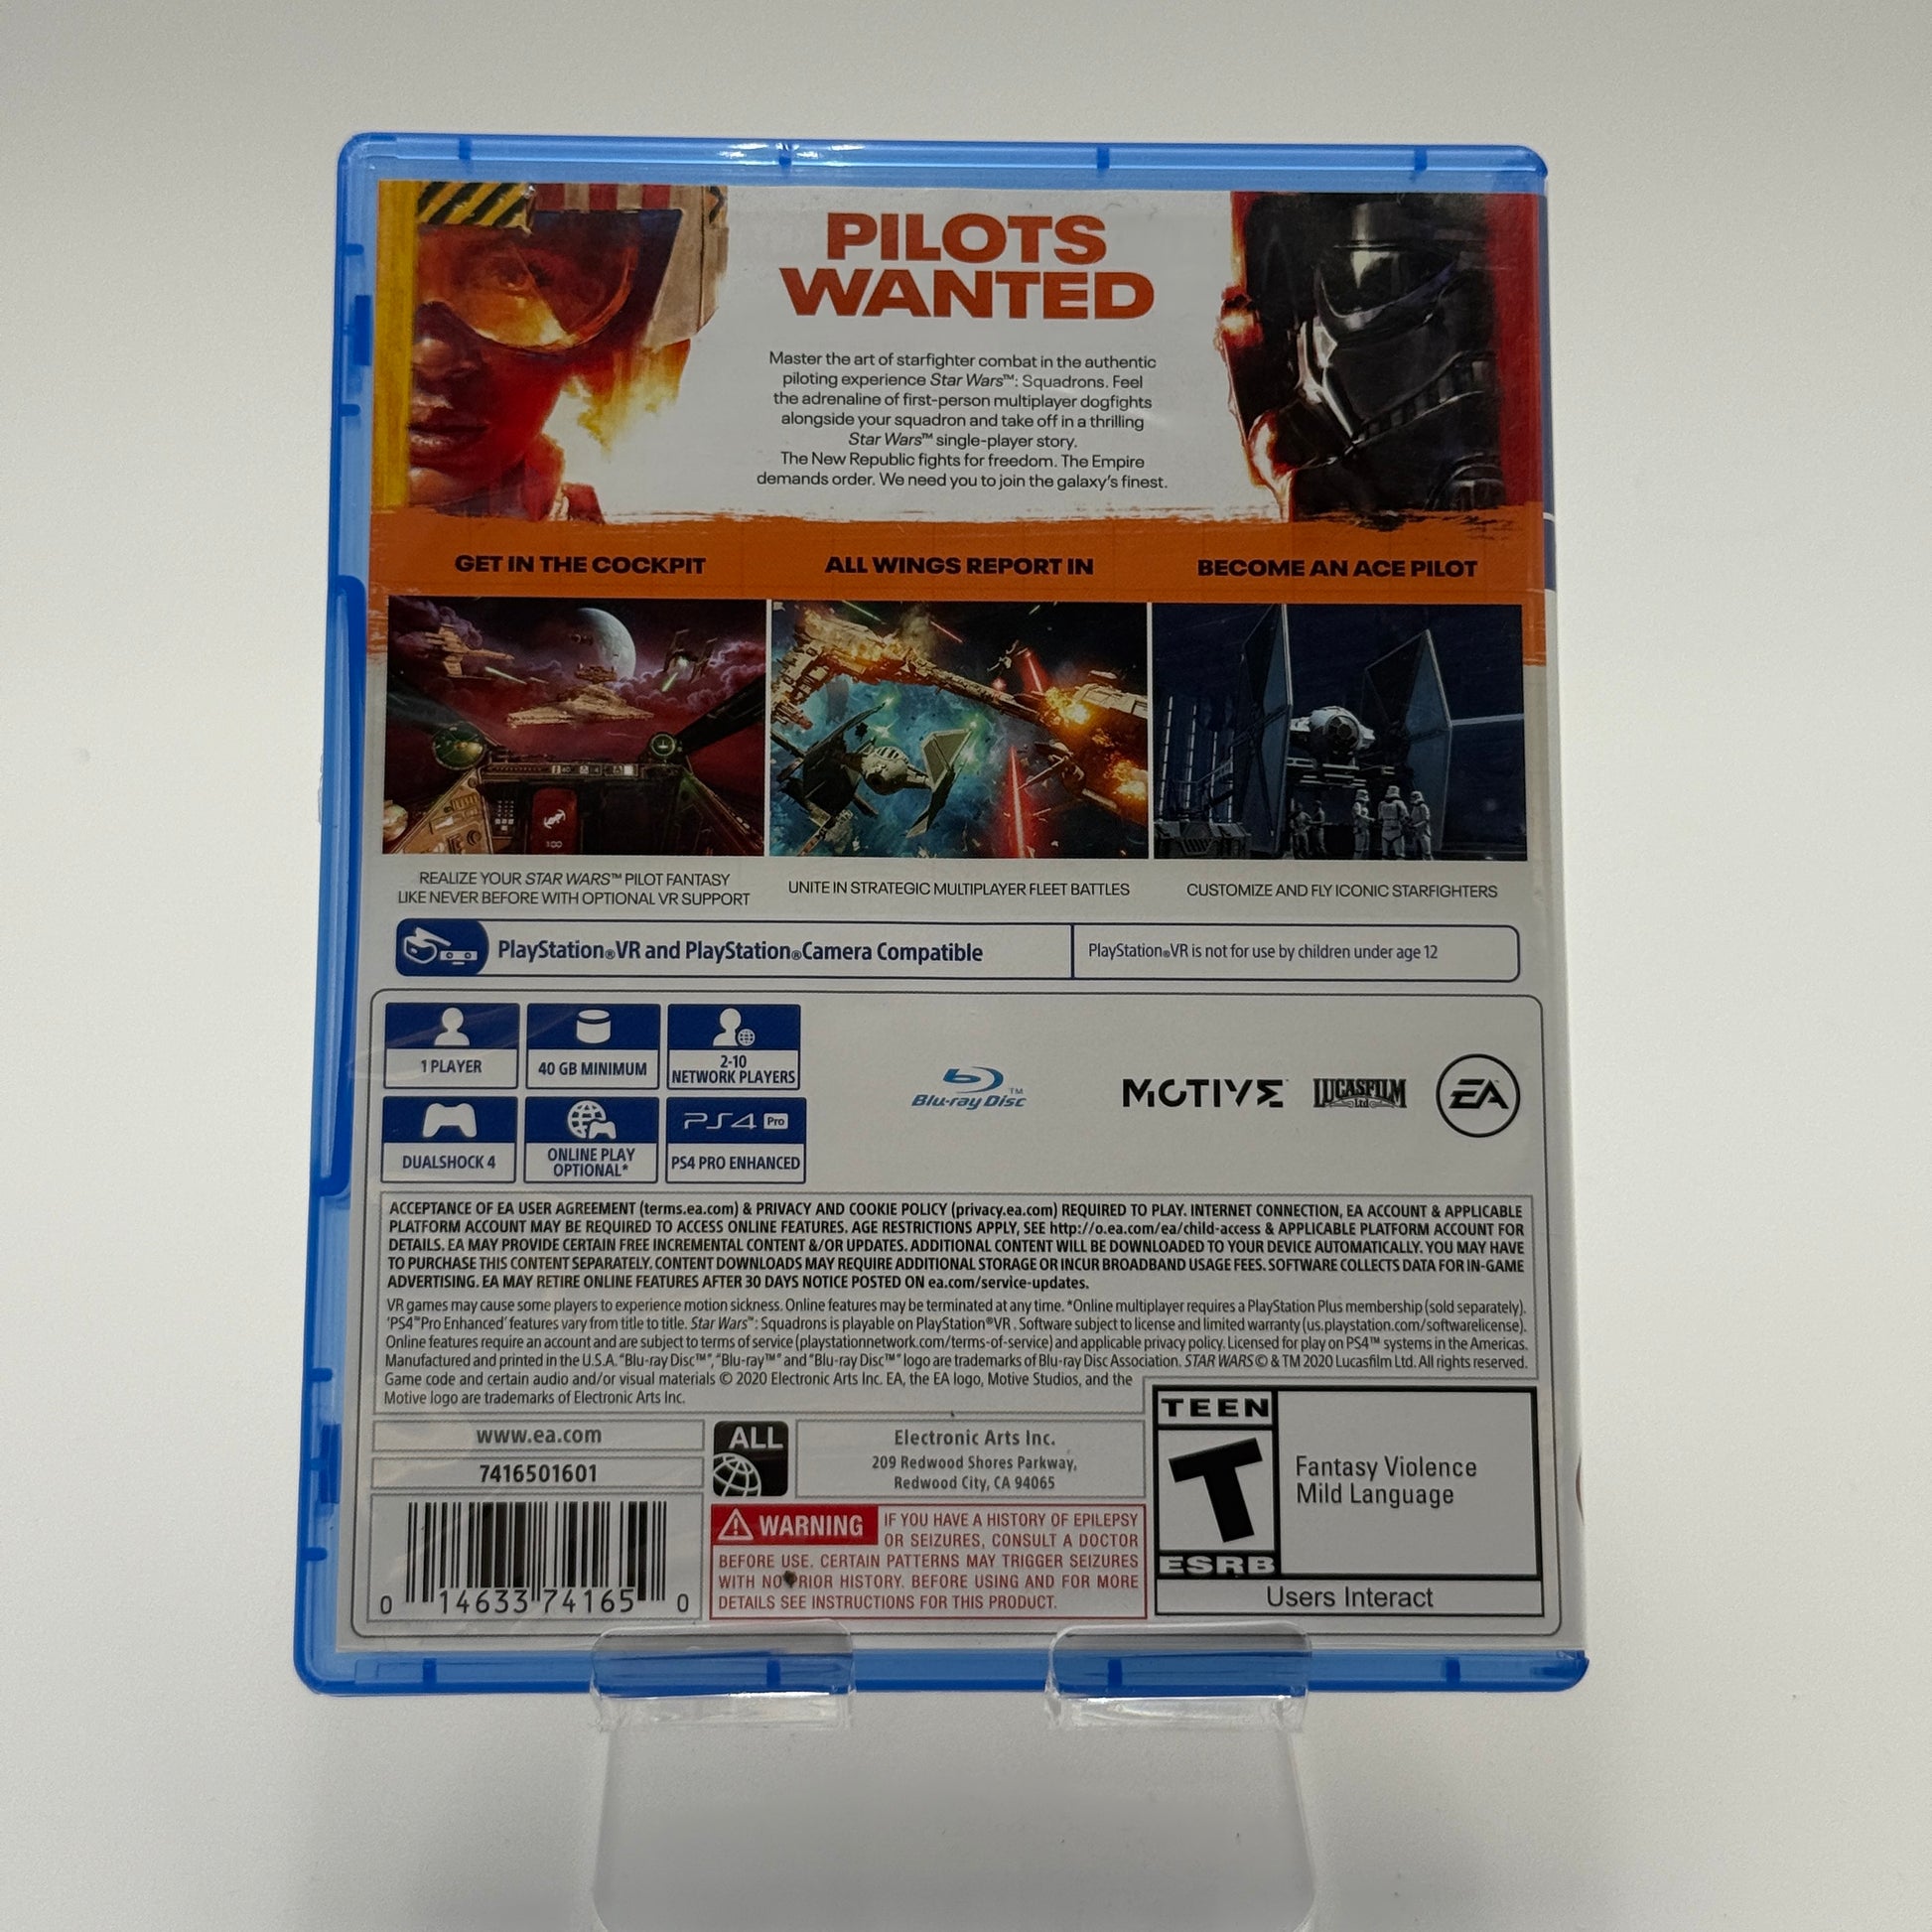 PILOTS
WANTED
Master the art of starfighter combat in the authentic
piloting experience Star Wars™: Squadrons. Feel
the adrenaline of first-person multiplayer dogfights
alongside your squadron and take off in a thrilling
Star Wars™ single-player story.
The New Republic fights for freedom. The Empire
demands order. We need you to join the galaxy's finest.
GET IN THE COCKPIT
ALL WINGS REPORT IN
BECOME AN ACE PILOT
100
REALIZE YOUR STAR WARS™ PILOT FANTASY
LIKE NEVER BEFORE WITH OPTIONAL VR SUPPORT
UNITE IN STRATEGIC MULTIPLAYER FLEET BATTLES
CUSTOMIZE AND FLY ICONIC STARFIGHTERS
PlayStation®VR and PlayStation®Camera Compatible
PlayStation®VR is not for use by children under age 12
1 PLAYER
40 GB MINIMUM
2-10
NETWORK PLAYERS
DUALSHOCK 4
ONLINE PLAY
OPTIONAL*
PS4 Pro
PS4 PRO ENHANCED
Blu-ray Disc™
MOTIVE
LUCASFILM
Ltd
EA
ACCEPTANCE OF EA USER AGREEMENT (terms.ea.com) & PRIVACY AND COOKIE POLICY (privacy.ea.com) REQUIRED TO PLAY. INTERNET CONNECTION, EA ACCOUNT & APPLICABLE
PLATFORM ACCOUNT MAY BE REQUIRED TO ACCESS ONLINE FEATURES. AGE RESTRICTIONS APPLY, SEE http://o.ea.com/ea/child-access & APPLICABLE PLATFORM ACCOUNT FOR
DETAILS. EA MAY PROVIDE CERTAIN FREE INCREMENTAL CONTENT &/OR UPDATES. ADDITIONAL CONTENT WILL BE DOWNLOADED TO YOUR DEVICE AUTOMATICALLY. YOU MAY HAVE
TO PURCHASE THIS CONTENT SEPARATELY. CONTENT DOWNLOADS MAY REQUIRE ADDITIONAL STORAGE OR INCUR BROADBAND USAGE FEES. SOFTWARE COLLECTS DATA FOR IN-GAME
ADVERTISING. EA MAY RETIRE ONLINE FEATURES AFTER 30 DAYS NOTICE POSTED ON ea.com/service-updates.
VR games may cause some players to experience motion sickness. Online features may be terminated at any time. *Online multiplayer requires a PlayStation Plus membership (sold separately).
'PS4™Pro Enhanced' features vary from title to title. Star Wars™: Squadrons is playable on PlayStation®VR. Software subject to license and limited warranty (us.playstation.com/softwarelicense).
Online features require an account and are subject to terms of service (playstationnetwork.com/terms-of-service) and applicable privacy policy. Licensed for play on PS4™ systems in the Americas.
Manufactured and printed in the U.S.A. "Blu-ray Disc™", "Blu-ray™" and "Blu-ray Disc™" logo are trademarks of Blu-ray Disc Association. STAR WARS © & TM 2020 Lucasfilm Ltd. All rights reserved.
Game code and certain audio and/or visual materials © 2020 Electronic Arts Inc. EA, the EA logo, Motive Studios, and the
Motive logo are trademarks of Electronic Arts Inc.
www.ea.com
7416501601
0 14633 74165 0
ALL
Electronic Arts Inc.
209 Redwood Shores Parkway,
Redwood City, CA 94065
WARNING IF YOU HAVE A HISTORY OF EPILEPSY
OR SEIZURES, CONSULT A DOCTOR
BEFORE USE. CERTAIN PATTERNS MAY TRIGGER SEIZURES
WITH NO PRIOR HISTORY. BEFORE USING AND FOR MORE
DETAILS SEE INSTRUCTIONS FOR THIS PRODUCT.
TEEN
T
ESRB
Fantasy Violence
Mild Language
Users Interact